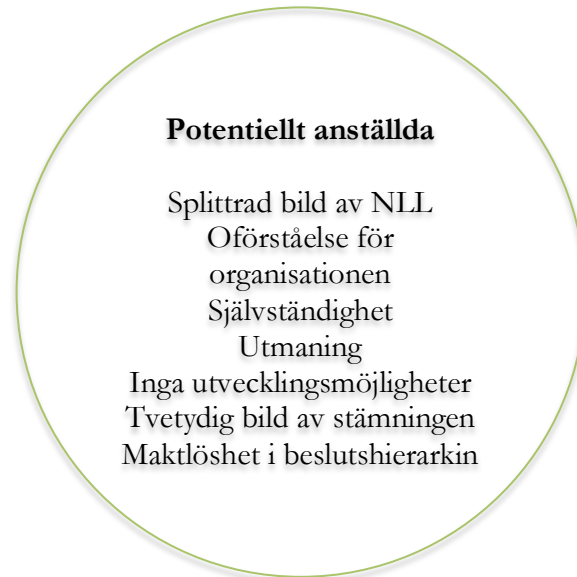 Potentiellt anställda
Splittrad bild av NLL
Oförståelse för
organisationen
Självständighet
Utmaning
Inga utvecklingsmöjligheter
Tvetydig bild av stämningen
Maktlöshet i beslutshierarkin